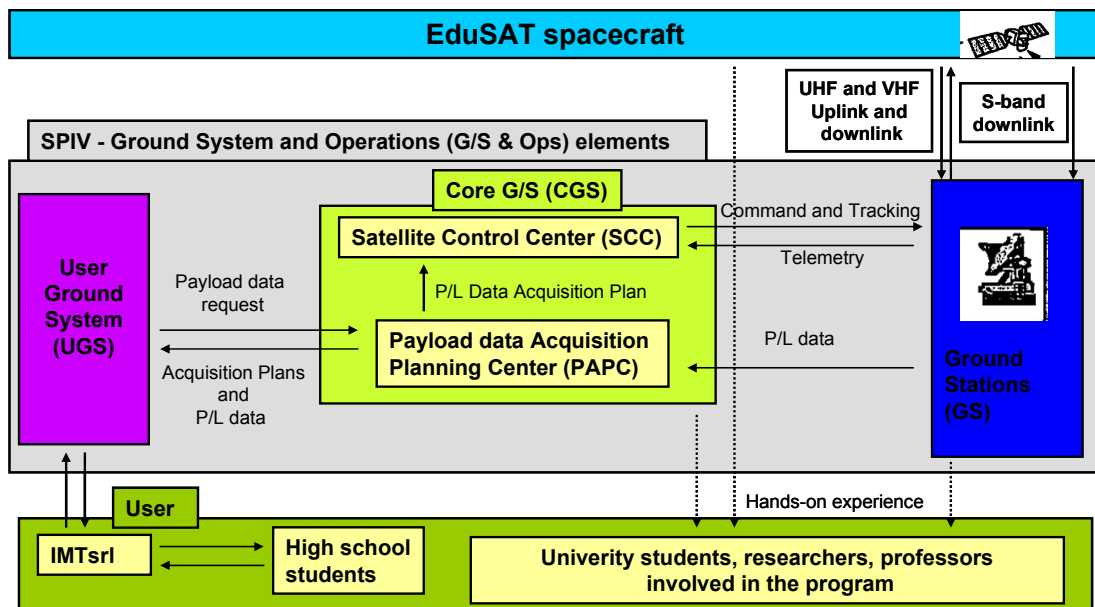 EduSAT spacecraft
UHF and VHF
Uplink and
downlink
S-band
downlink
SPIV - Ground System and Operations (G/S & Ops) elements
Core G/S (CGS)
Satellite Control Center (SCC)
Command and Tracking
Telemetry
User
Ground
System
(UGS)
Payload data
request
P/L Data Acquisition Plan
Payload data Acquisition
Planning Center (PAPC)
P/L data
Ground
Stations
(GS)
Acquisition Plans
and
P/L data
Hands-on experience
User
IMTsrl
High school
students
Univerity students, researchers, professors
involved in the program